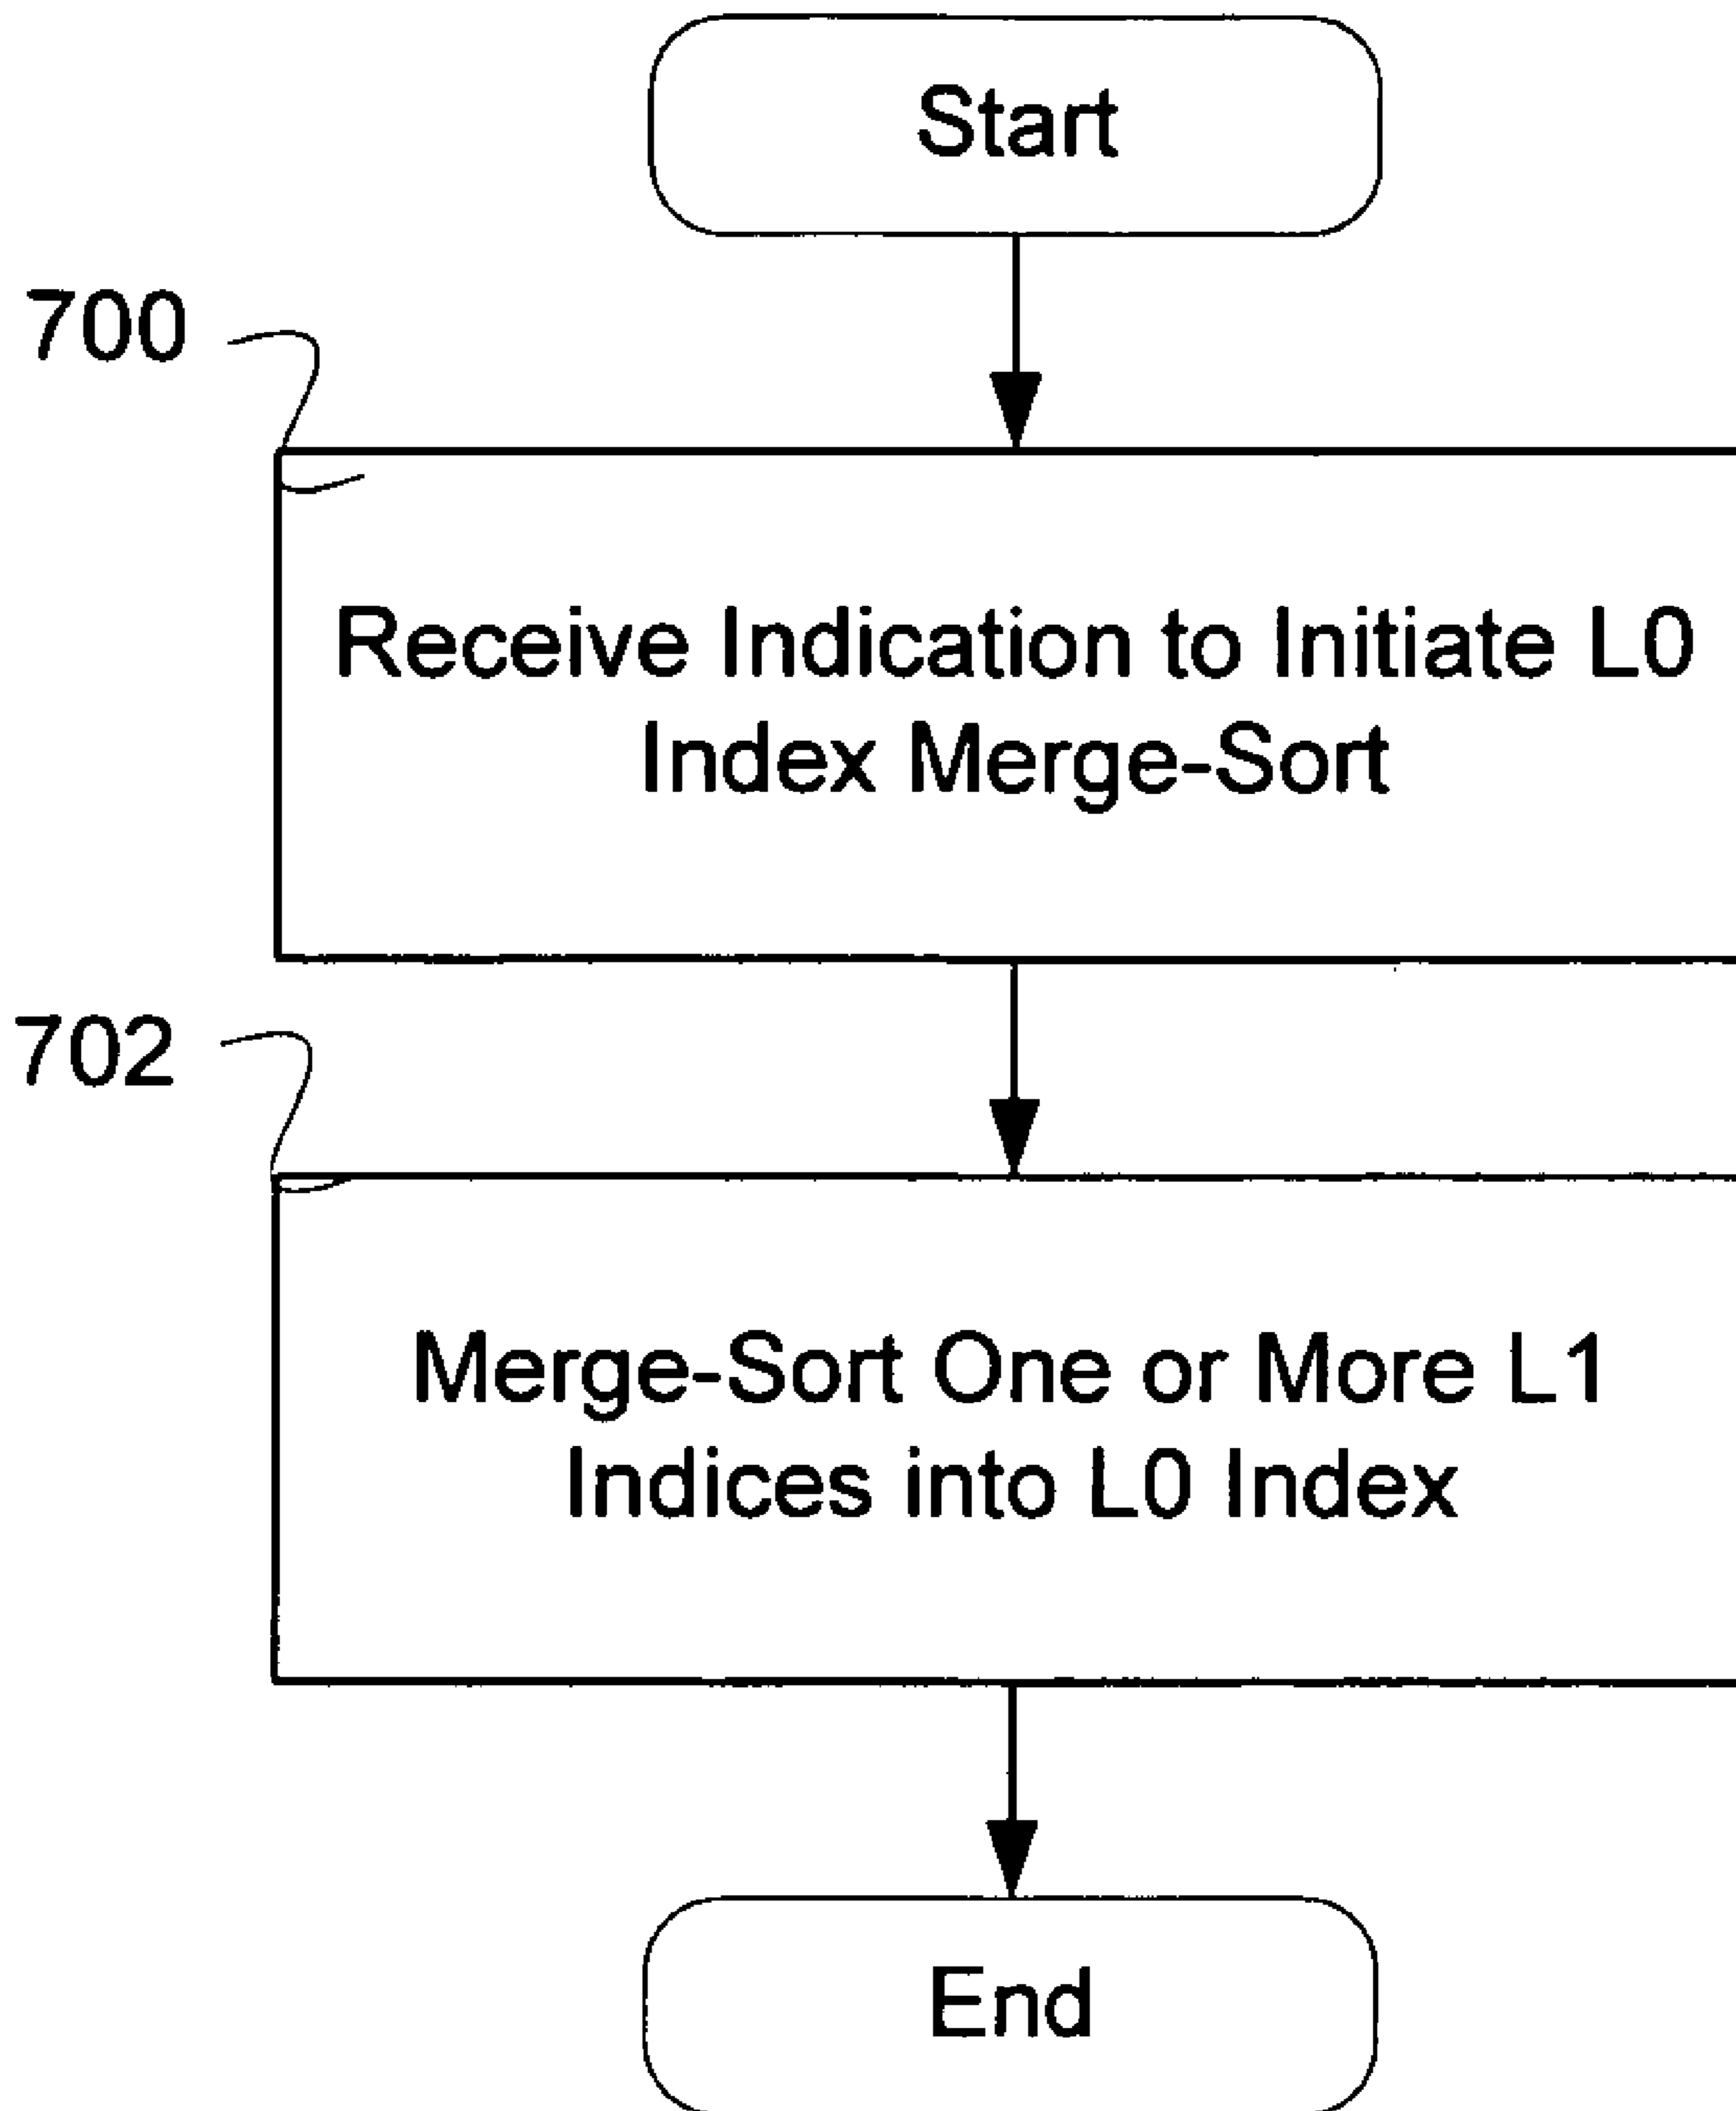 Start
700
Receive Indication to Initiate L0
Index Merge-Sort
702
Merge-Sort One or More L1
Indices into L0 Index
End